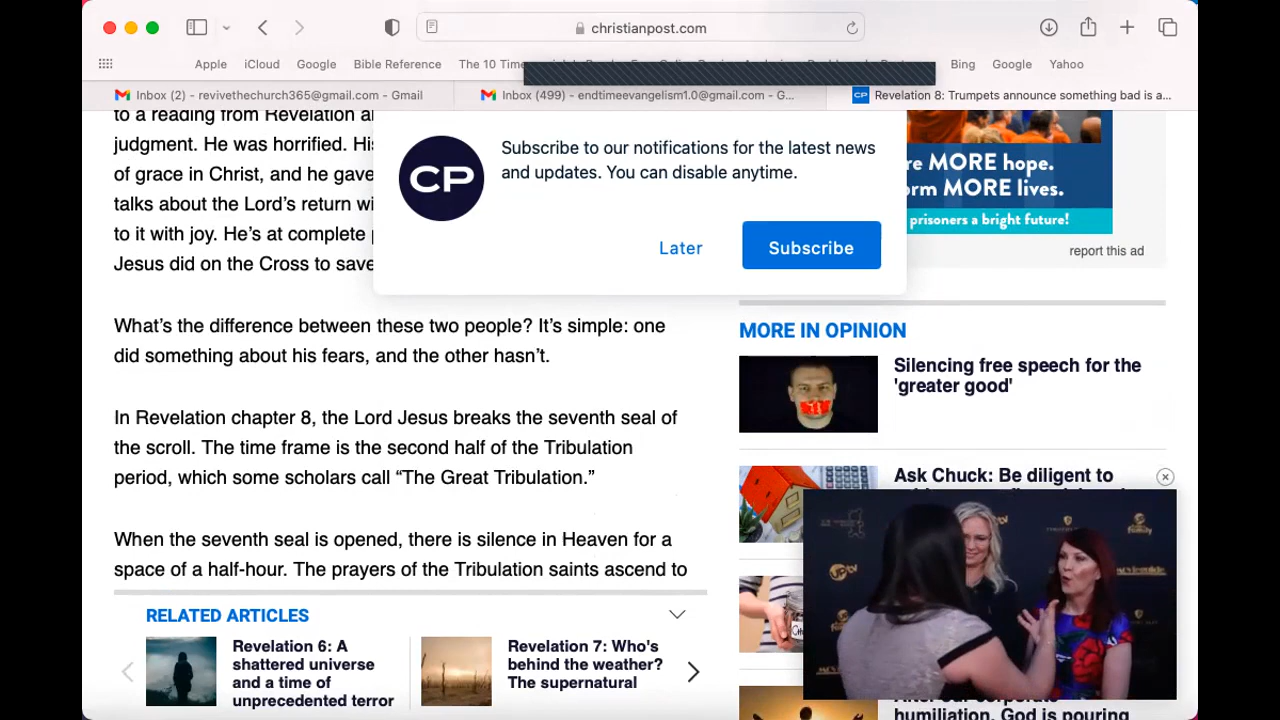 christianpost.com
Apple
iCloud
Google
Bible Reference
The 10 Time
Bing
Google
Yahoo
Inbox (2) - revivethechurch365@gmail.com - Gmail
Inbox (499) - endtimeevangelism1.0@gmail.com - G...
CP
Revelation 8: Trumpets announce something bad is a...
to a reading from Revelation a
judgment. He was horrified. His
of grace in Christ, and he gave
talks about the Lord's return wi
to it with joy. He's at complete p
Jesus did on the Cross to save
What's the difference between these two people? It's simple: one
did something about his fears, and the other hasn't.
In Revelation chapter 8, the Lord Jesus breaks the seventh seal of
the scroll. The time frame is the second half of the Tribulation
period, which some scholars call “The Great Tribulation.”
When the seventh seal is opened, there is silence in Heaven for a
space of a half-hour. The prayers of the Tribulation saints ascend to
CP
Subscribe to our notifications for the latest news
and updates. You can disable anytime.
Later
Subscribe
re MORE hope.
orm MORE lives.
prisoners a bright future!
report this ad
MORE IN OPINION
Silencing free speech for the
'greater good'
Ask Chuck: Be diligent to
humiliation, God is pouring
UPtv
UPtv
movieguide
RELATED ARTICLES
Revelation 6: A
shattered universe
and a time of
unprecedented terror
Revelation 7: Who's
behind the weather?
The supernatural